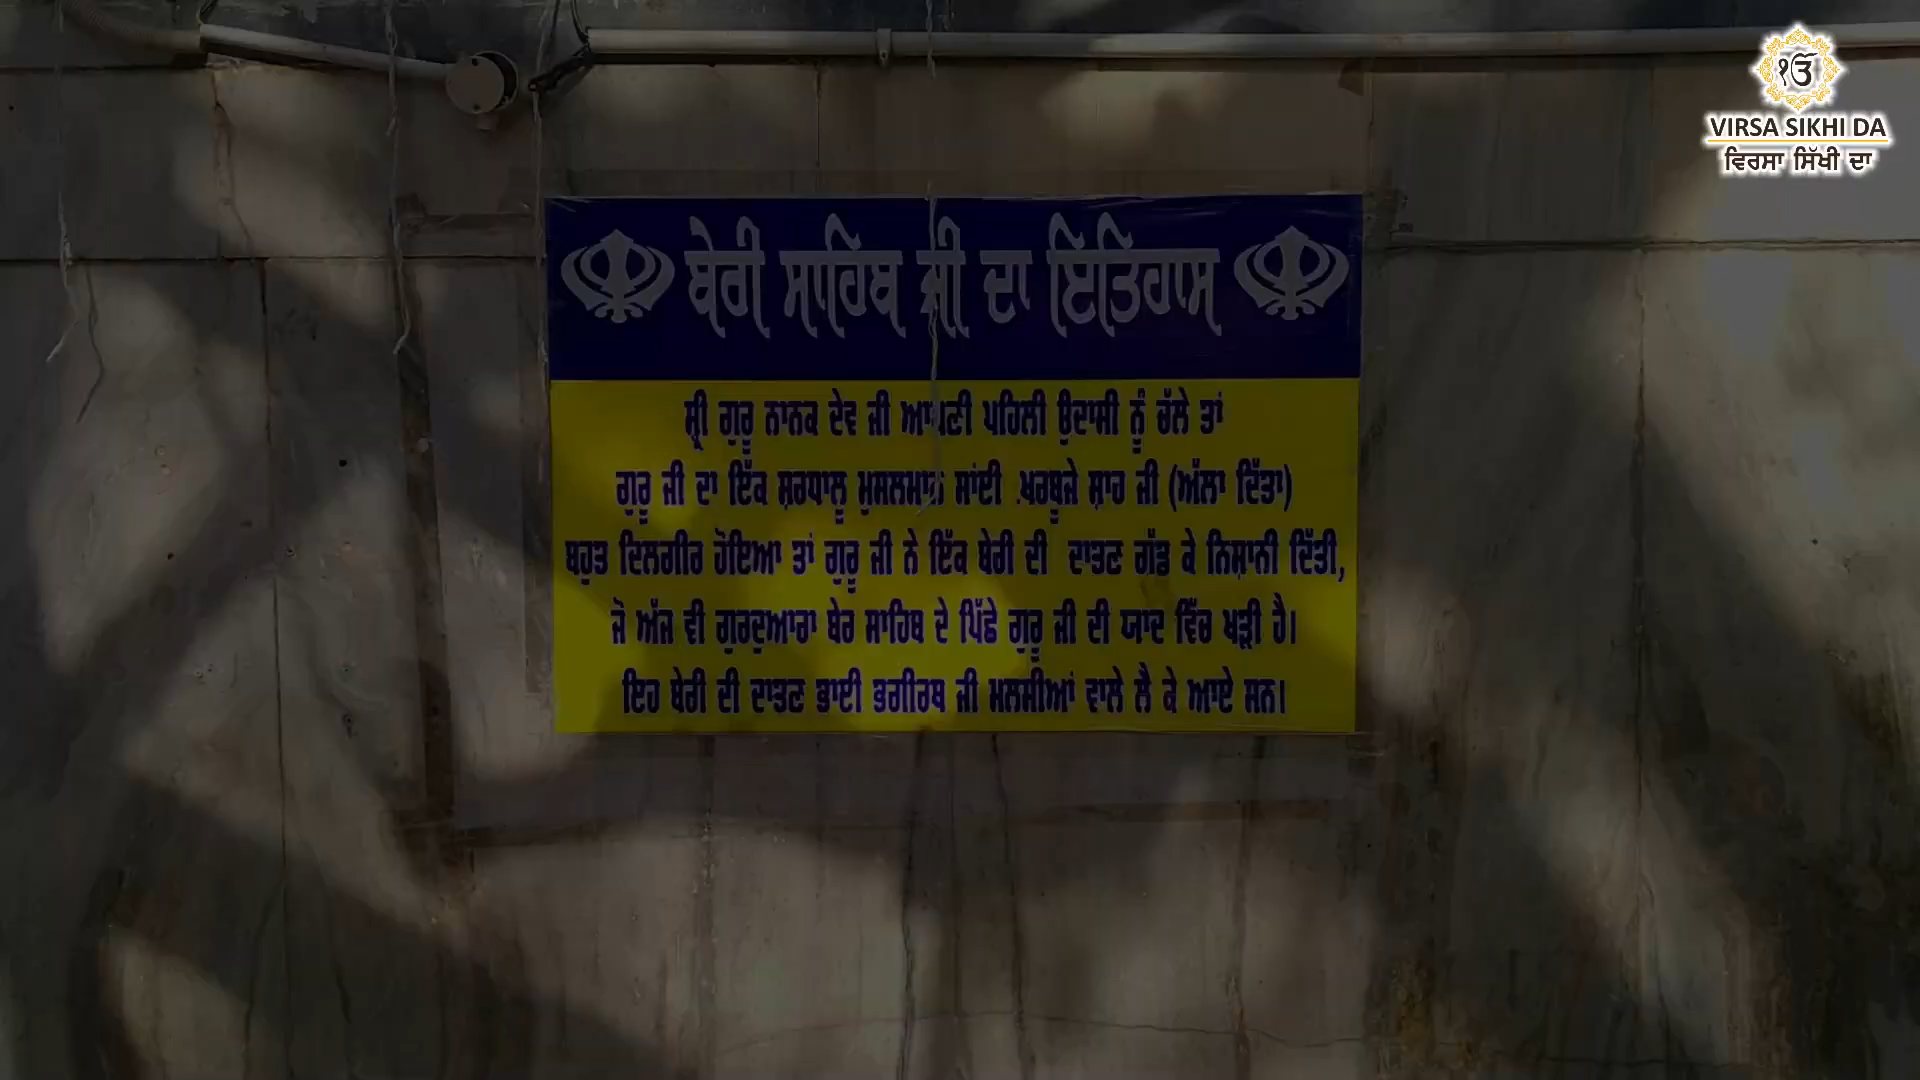 ੴ
VIRSA SIKHI DA
ਵਿਰਸਾ ਸਿੱਖੀ ਦਾ
ਬੇਰੀ ਸਾਹਿਬ ਜੀ ਦਾ ਇਤਿਹਾਸ
ਸ੍ਰੀ ਗੁਰੂ ਨਾਨਕ ਦੇਵ ਜੀ ਆਪਣੀ ਪਹਿਲੀ ਉਦਾਸੀ ਨੂੰ ਚੱਲੇ ਤਾਂ
ਗੁਰੂ ਜੀ ਦਾ ਇੱਕ ਸ਼ਰਧਾਲੂ ਮੁਸਲਮਾਨ ਸਾਂਈ ਖ਼ਰਬੂਜੇ ਸ਼ਾਹ ਜੀ (ਅੱਲਾ ਦਿੱਤਾ)
ਬਹੁਤ ਦਿਲਗੀਰ ਹੋਇਆ ਤਾਂ ਗੁਰੂ ਜੀ ਨੇ ਇੱਕ ਬੇਰੀ ਦੀ ਦਾਤਣ ਗੱਡ ਕੇ ਨਿਸ਼ਾਨੀ ਦਿੱਤੀ,
ਜੋ ਅੱਜ ਵੀ ਗੁਰਦੁਆਰਾ ਬੇਰ ਸਾਹਿਬ ਦੇ ਪਿੱਛੇ ਗੁਰੂ ਜੀ ਦੀ ਯਾਦ ਵਿੱਚ ਖੜ੍ਹੀ ਹੈ।
ਇਹ ਬੇਰੀ ਦੀ ਦਾਤਣ ਭਾਈ ਭਗੀਰਥ ਜੀ ਮਲਸੀਆਂ ਵਾਲੇ ਲੈ ਕੇ ਆਏ ਸਨ।